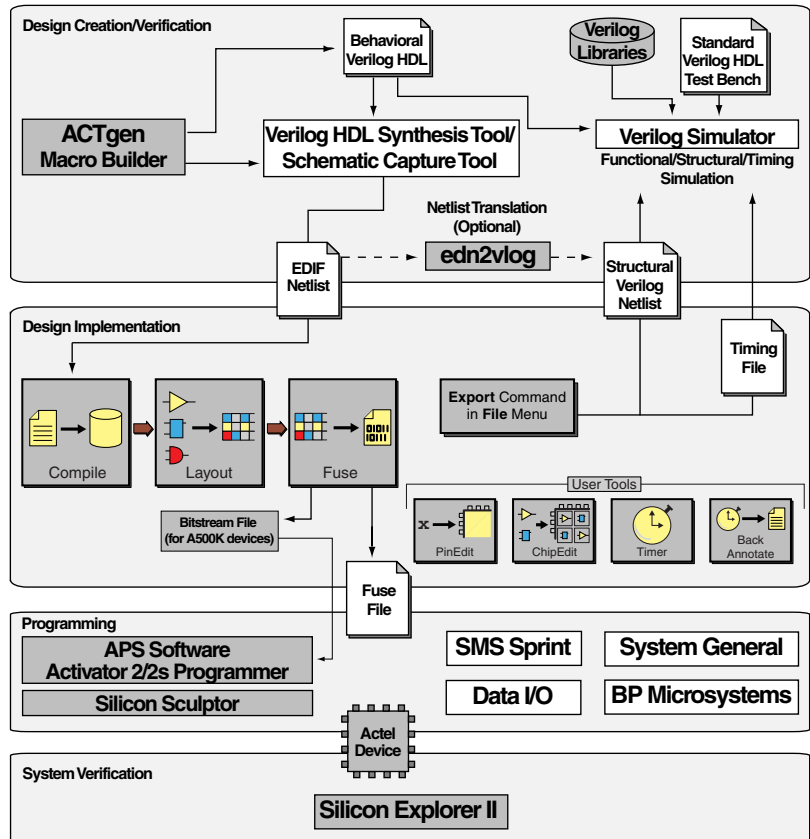 Design Creation/Verification
Behavioral
Verilog HDL
Verilog
Libraries
Standard
Verilog HDL
Test Bench
ACTgen
Macro Builder
Verilog HDL Synthesis Tool/
Schematic Capture Tool
Verilog Simulator
Functional/Structural/Timing
Simulation
Netlist Translation
(Optional)
EDIF
Netlist
edn2vlog
Structural
Verilog
Netlist
Design Implementation
Timing
File
Export Command
in File Menu
01011
10111
Compile
Layout
Fuse
User Tools
Bitstream File
(for A500K devices)
x
PinEdit
ChipEdit
Timer
Back
Annotate
Fuse
File
Programming
APS Software
Activator 2/2s Programmer
Silicon Sculptor
SMS Sprint
System General
Data I/O
BP Microsystems
Actel
Device
System Verification
Silicon Explorer II